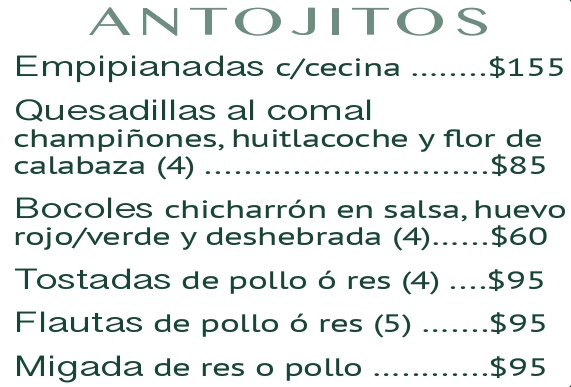 ANTOJITOS
Empipianadas c/cecina ........$155
Quesadillas al comal
champiñones, huitlacoche y flor de
calabaza (4) .............................$85
Bocoles chicharrón en salsa, huevo
rojo/verde y deshebrada (4)......$60
Tostadas de pollo ó res (4) ....$95
Flautas de pollo ó res (5) .......$95
Migada de res o pollo ............$95